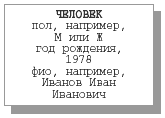 ЧЕЛОВЕК
пол, например,
М или Ж
год рождения,
1978
фио, например,
Иванов Иван
Иванович